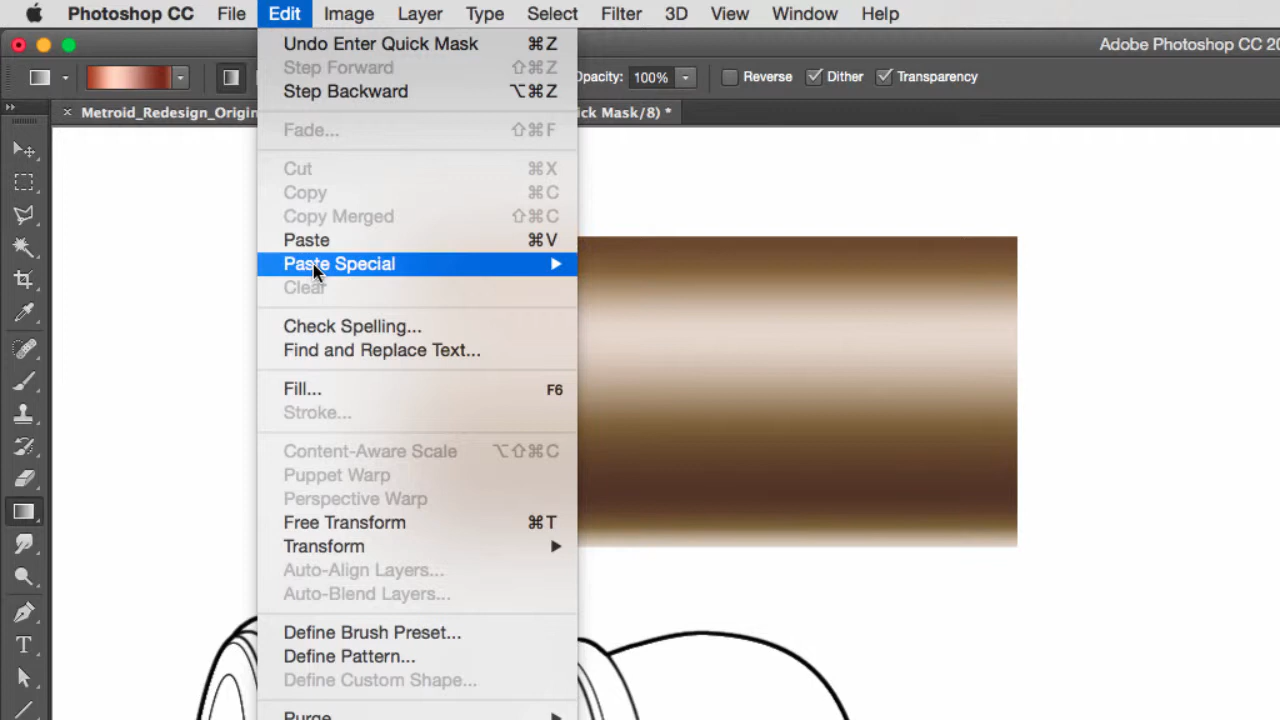 Photoshop CC File Edit Image Layer Type Select Filter 3D View Window Help
Adobe Photoshop CC 20
Opacity: 100% Reverse Dither Transparency
× Metroid_Redesign_Origin ick Mask/8) *
Undo Enter Quick Mask ⌘Z
Step Forward ⇧⌘Z
Step Backward ⌥⌘Z
Fade... ⇧⌘F
Cut ⌘X
Copy ⌘C
Copy Merged ⇧⌘C
Paste ⌘V
Paste Special ▶
Clear
Check Spelling...
Find and Replace Text...
Fill... F6
Stroke...
Content-Aware Scale ⌥⇧⌘C
Puppet Warp
Perspective Warp
Free Transform ⌘T
Transform ▶
Auto-Align Layers...
Auto-Blend Layers...
Define Brush Preset...
Define Pattern...
Define Custom Shape...
Purge ▶